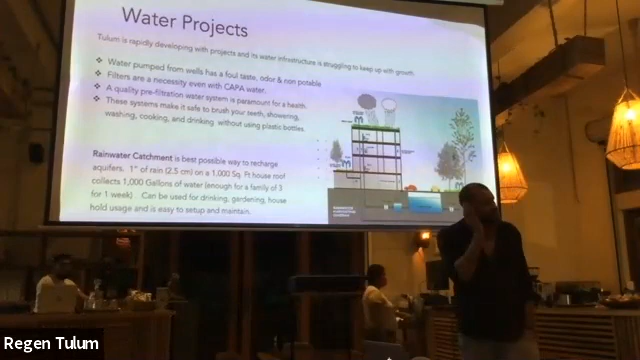 Water Projects
Tulum is rapidly developing with projects and its water infrastructure is struggling to keep up with growth.
❖ Water pumped from wells has a foul taste, odor & non potable
❖ Filters are a necessity even with CAPA water.
❖ A quality pre-filtration water system is paramount for a health.
❖ These systems make it safe to brush your teeth, showering,
washing, cooking, and drinking without using plastic bottles.
Rainwater Catchment is best possible way to recharge
aquifers. 1" of rain (2.5 cm) on a 1,000 Sq. Ft house roof
collects 1,000 Gallons of water (enough for a family of 3
for 1 week). Can be used for drinking, gardening, house
hold usage and is easy to setup and maintain.
Regen Tulum